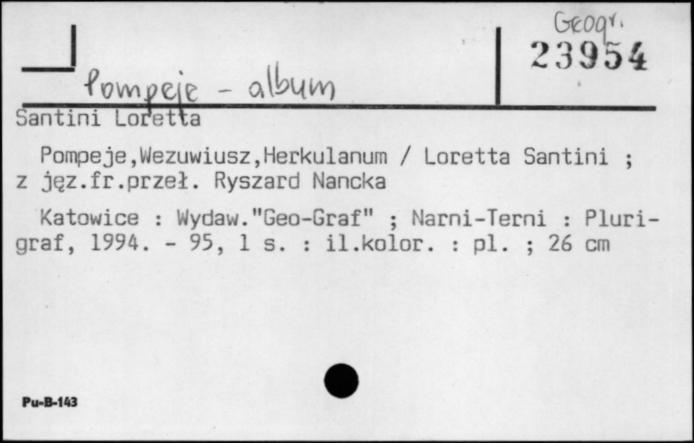 Geogr.
23954
Pompeje - album
Santini Loretta
Pompeje,Wezuwiusz,Herkulanum / Loretta Santini ;
z jęz.fr.przeł. Ryszard Nancka
Katowice : Wydaw."Geo-Graf" ; Narni-Terni : Pluri-
graf, 1994. - 95, 1 s. : il.kolor. : pl. ; 26 cm
Pu-B-143